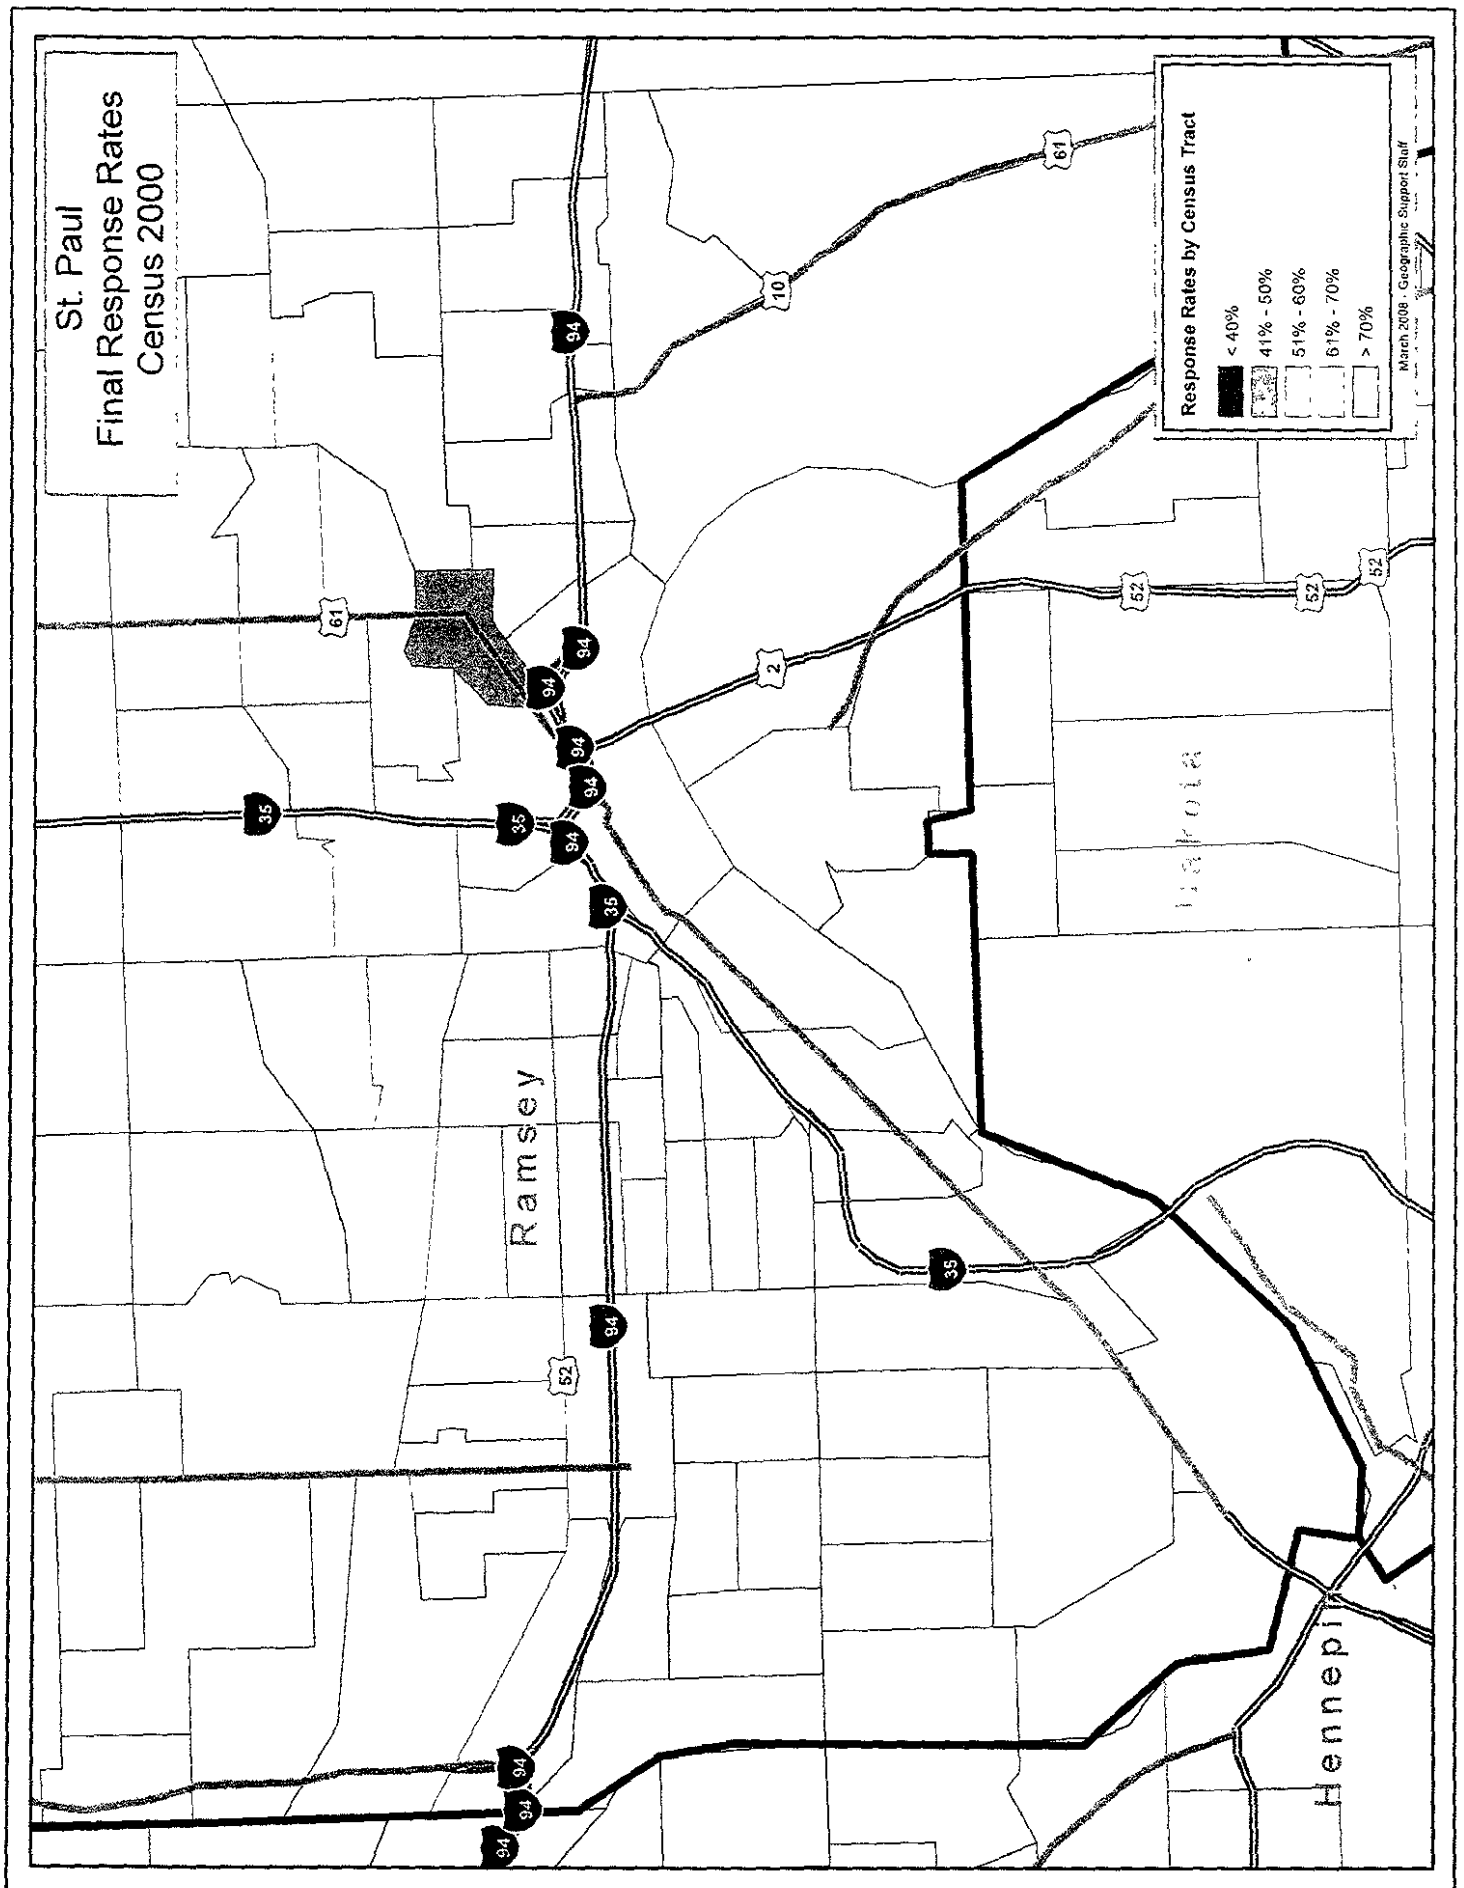 St. Paul
Final Response Rates
Census 2000
61
35
35
94
94
94
94
94
94
10
61
2
35
Ramsey
52
94
35
52
52
52
Dakota
94
94
94
Hennepi
Response Rates by Census Tract
< 40%
41% - 50%
51% - 60%
61% - 70%
> 70%
March 2008 - Geographic Support Staff